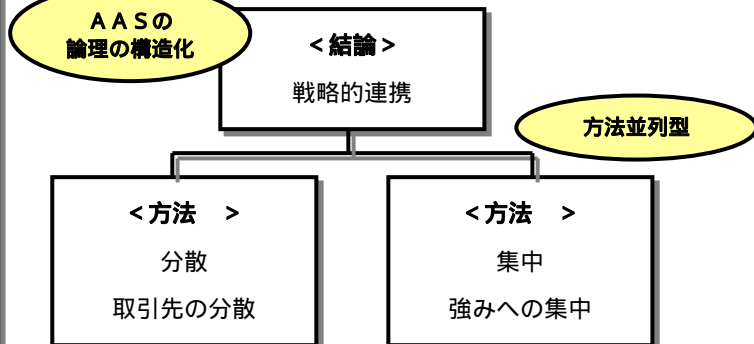 ＡＡＳの
論理の構造化
＜結論＞
戦略的連携
方法並列型
＜方法　＞
分散
取引先の分散
＜方法　＞
集中
強みへの集中